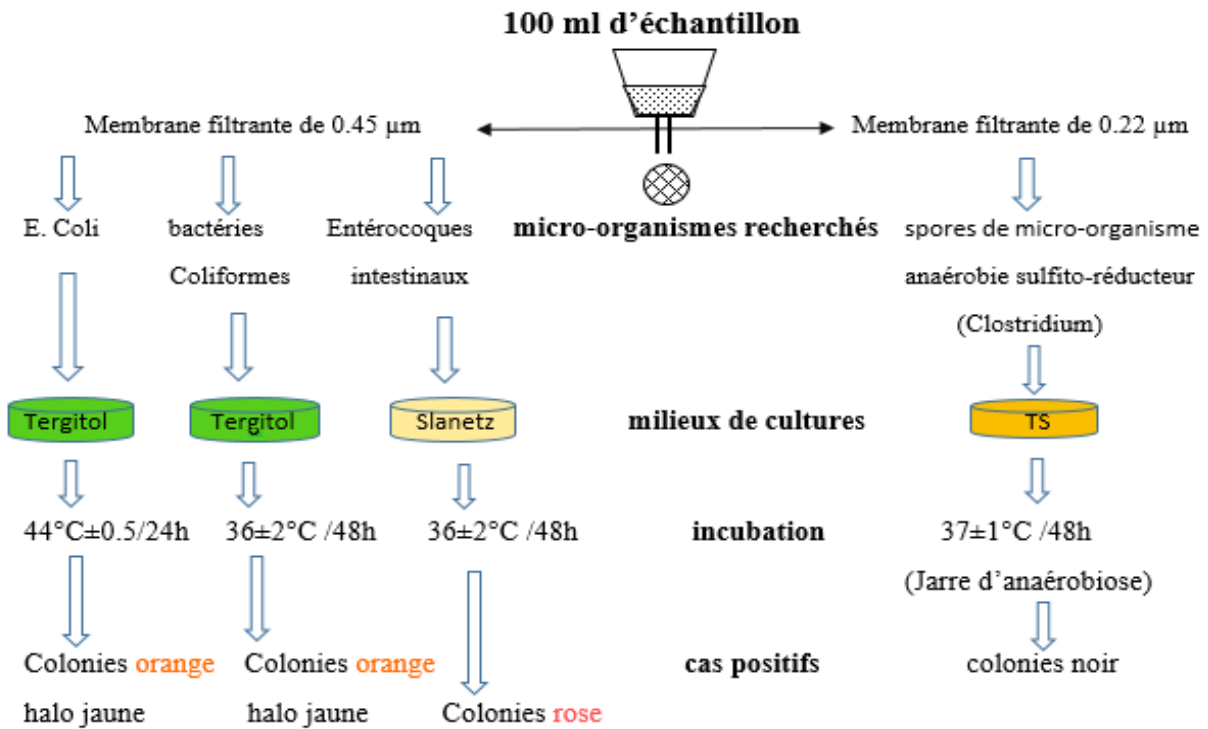 100 ml d'échantillon
Membrane filtrante de 0.45 µm
Membrane filtrante de 0.22 µm
E. Coli
bactéries
Entérocoques
micro-organismes recherchés
spores de micro-organisme
Coliformes
intestinaux
anaérobie sulfito-réducteur
(Clostridium)
Tergitol
Tergitol
Slanetz
milieux de cultures
TS
44°C±0.5/24h
36±2°C /48h
36±2°C /48h
incubation
37±1°C /48h
(Jarre d'anaérobiose)
Colonies orange
Colonies orange
cas positifs
colonies noir
halo jaune
halo jaune
Colonies rose